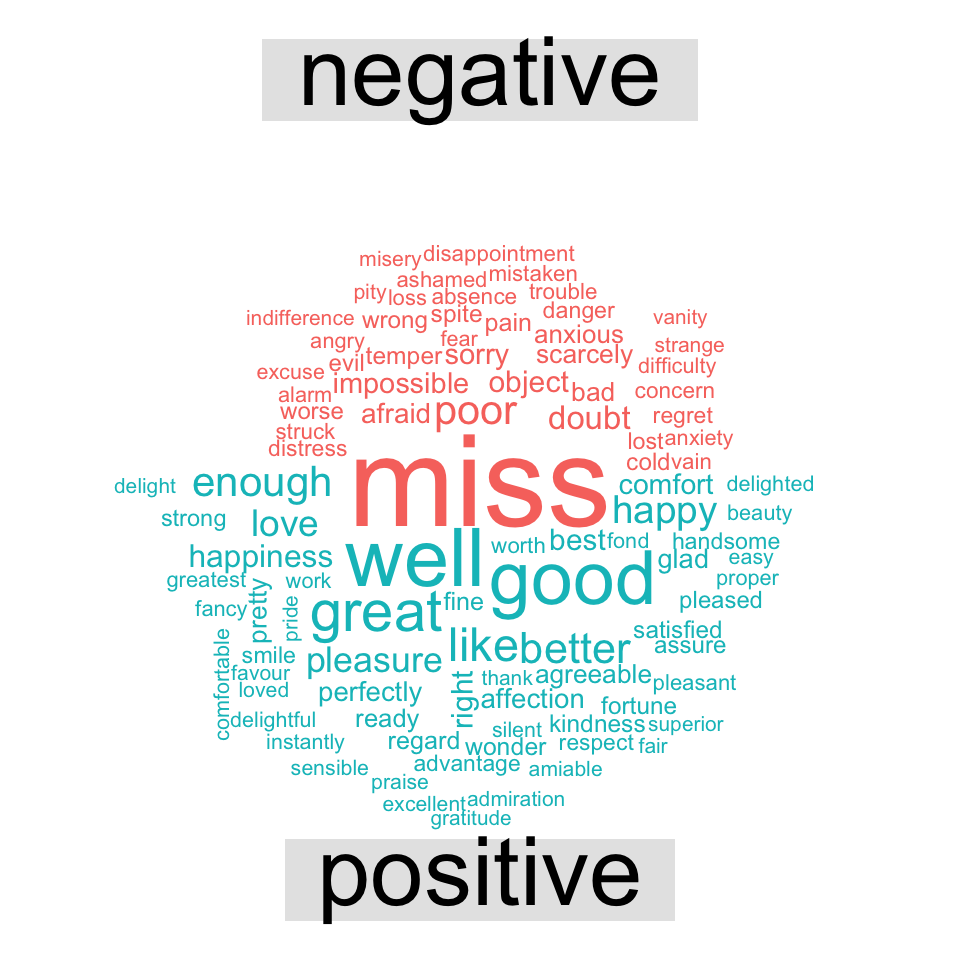 negative
misery disappointment
ashamed mistaken
pity loss absence trouble
indifference wrong spite pain danger vanity
angry fear anxious strange
evil temper sorry scarcely difficulty
excuse impossible object bad concern
alarm worse afraid poor doubt regret
struck lost anxiety
distress cold vain
miss
delight enough comfort delighted
strong love happy beauty
happiness well worth best fond handsome
greatest work good glad easy
proper
fancy pretty pride great fine pleased
like better satisfied
comfortable smile pleasure assure
favour thank agreeable
loved perfectly right affection pleasant
delightful ready silent kindness fortune superior
instantly regard wonder respect fair
sensible advantage amiable
praise
excellent admiration
gratitude
positive